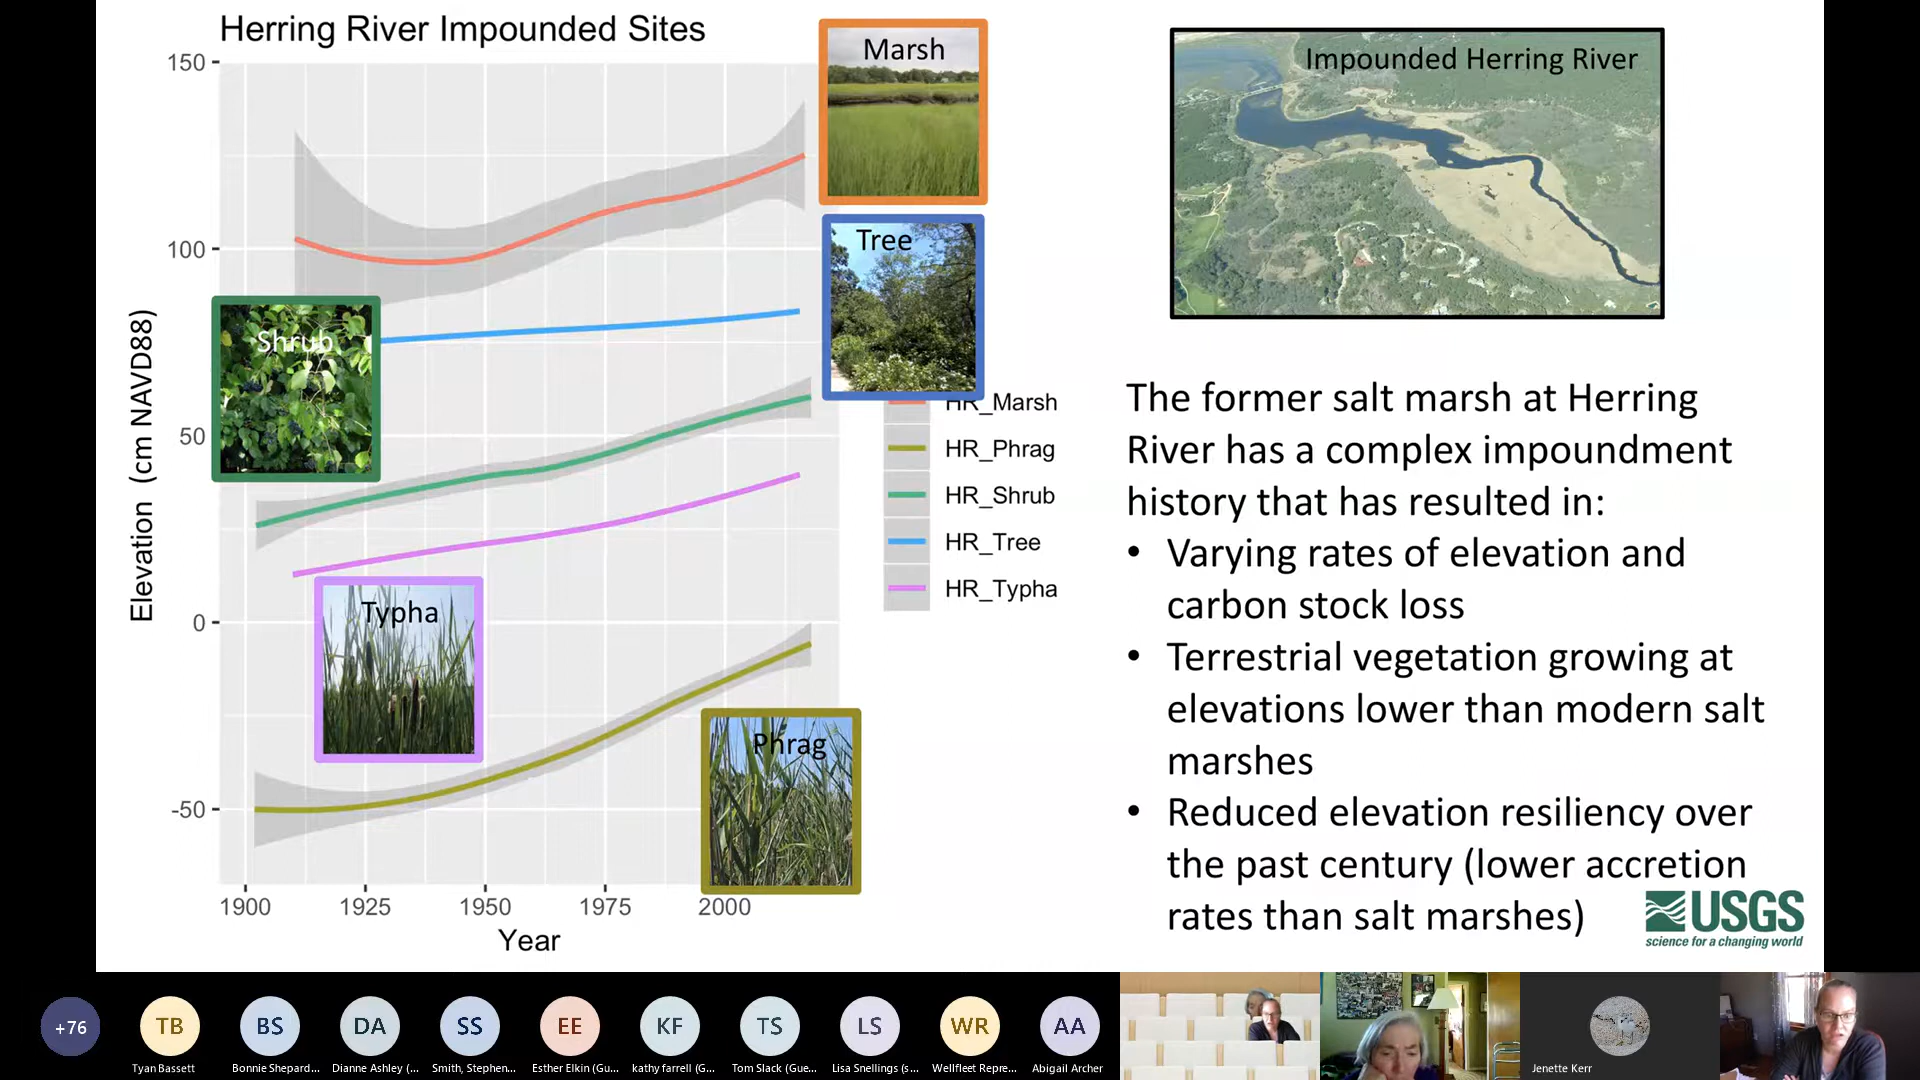 Herring River Impounded Sites
150
100
50
0
-50
Elevation (cm NAVD88)
1900 1925 1950 1975 2000
Year
Marsh
Tree
Shrub
Typha
Phrag
HR_Marsh
HR_Phrag
HR_Shrub
HR_Tree
HR_Typha
Impounded Herring River
The former salt marsh at Herring
River has a complex impoundment
history that has resulted in:
• Varying rates of elevation and
carbon stock loss
• Terrestrial vegetation growing at
elevations lower than modern salt
marshes
• Reduced elevation resiliency over
the past century (lower accretion
rates than salt marshes)
USGS
science for a changing world
+76 TB BS DA SS EE KF TS LS WR AA
Tyan Bassett Bonnie Shepard... Dianne Ashley (... Smith, Stephen... Esther Elkin (Gu... kathy farrell (G... Tom Slack (Gue... Lisa Snellings (s... Wellfleet Repre... Abigail Archer Jenette Kerr